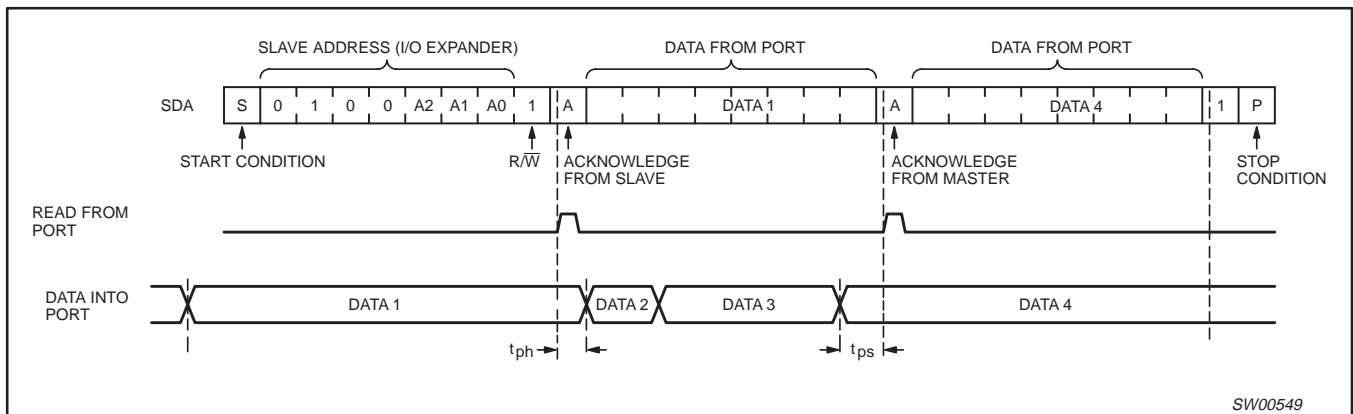 SLAVE ADDRESS (I/O EXPANDER) DATA FROM PORT DATA FROM PORT
SDA S 0 1 0 0 A2 A1 A0 1 A DATA 1 A DATA 4 1 P
START CONDITION R/W̅ ACKNOWLEDGE FROM SLAVE ACKNOWLEDGE FROM MASTER STOP CONDITION
READ FROM
PORT
DATA INTO
PORT
DATA 1 DATA 2 DATA 3 DATA 4
tph tps
SW00549